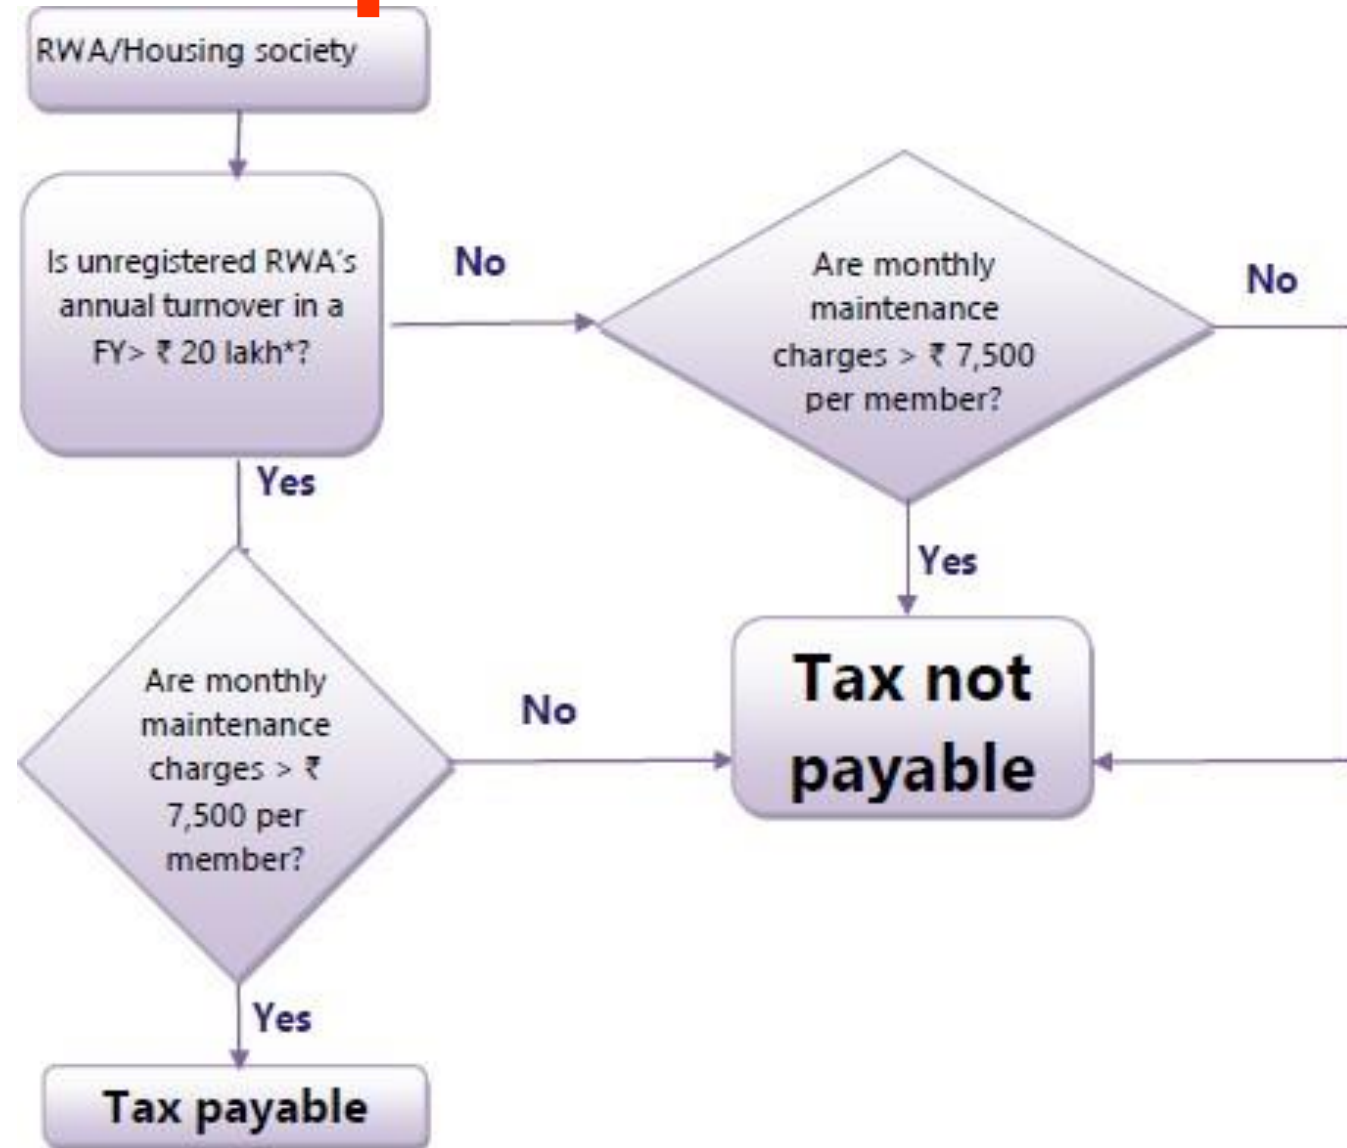 RWA/Housing society
Is unregistered RWA's
annual turnover in a
FY> ₹ 20 lakh*?
No
Are monthly
maintenance
charges > ₹ 7,500
per member?
No
Yes
Yes
Are monthly
maintenance
charges > ₹
7,500 per
member?
No
Tax not
payable
Yes
Tax payable